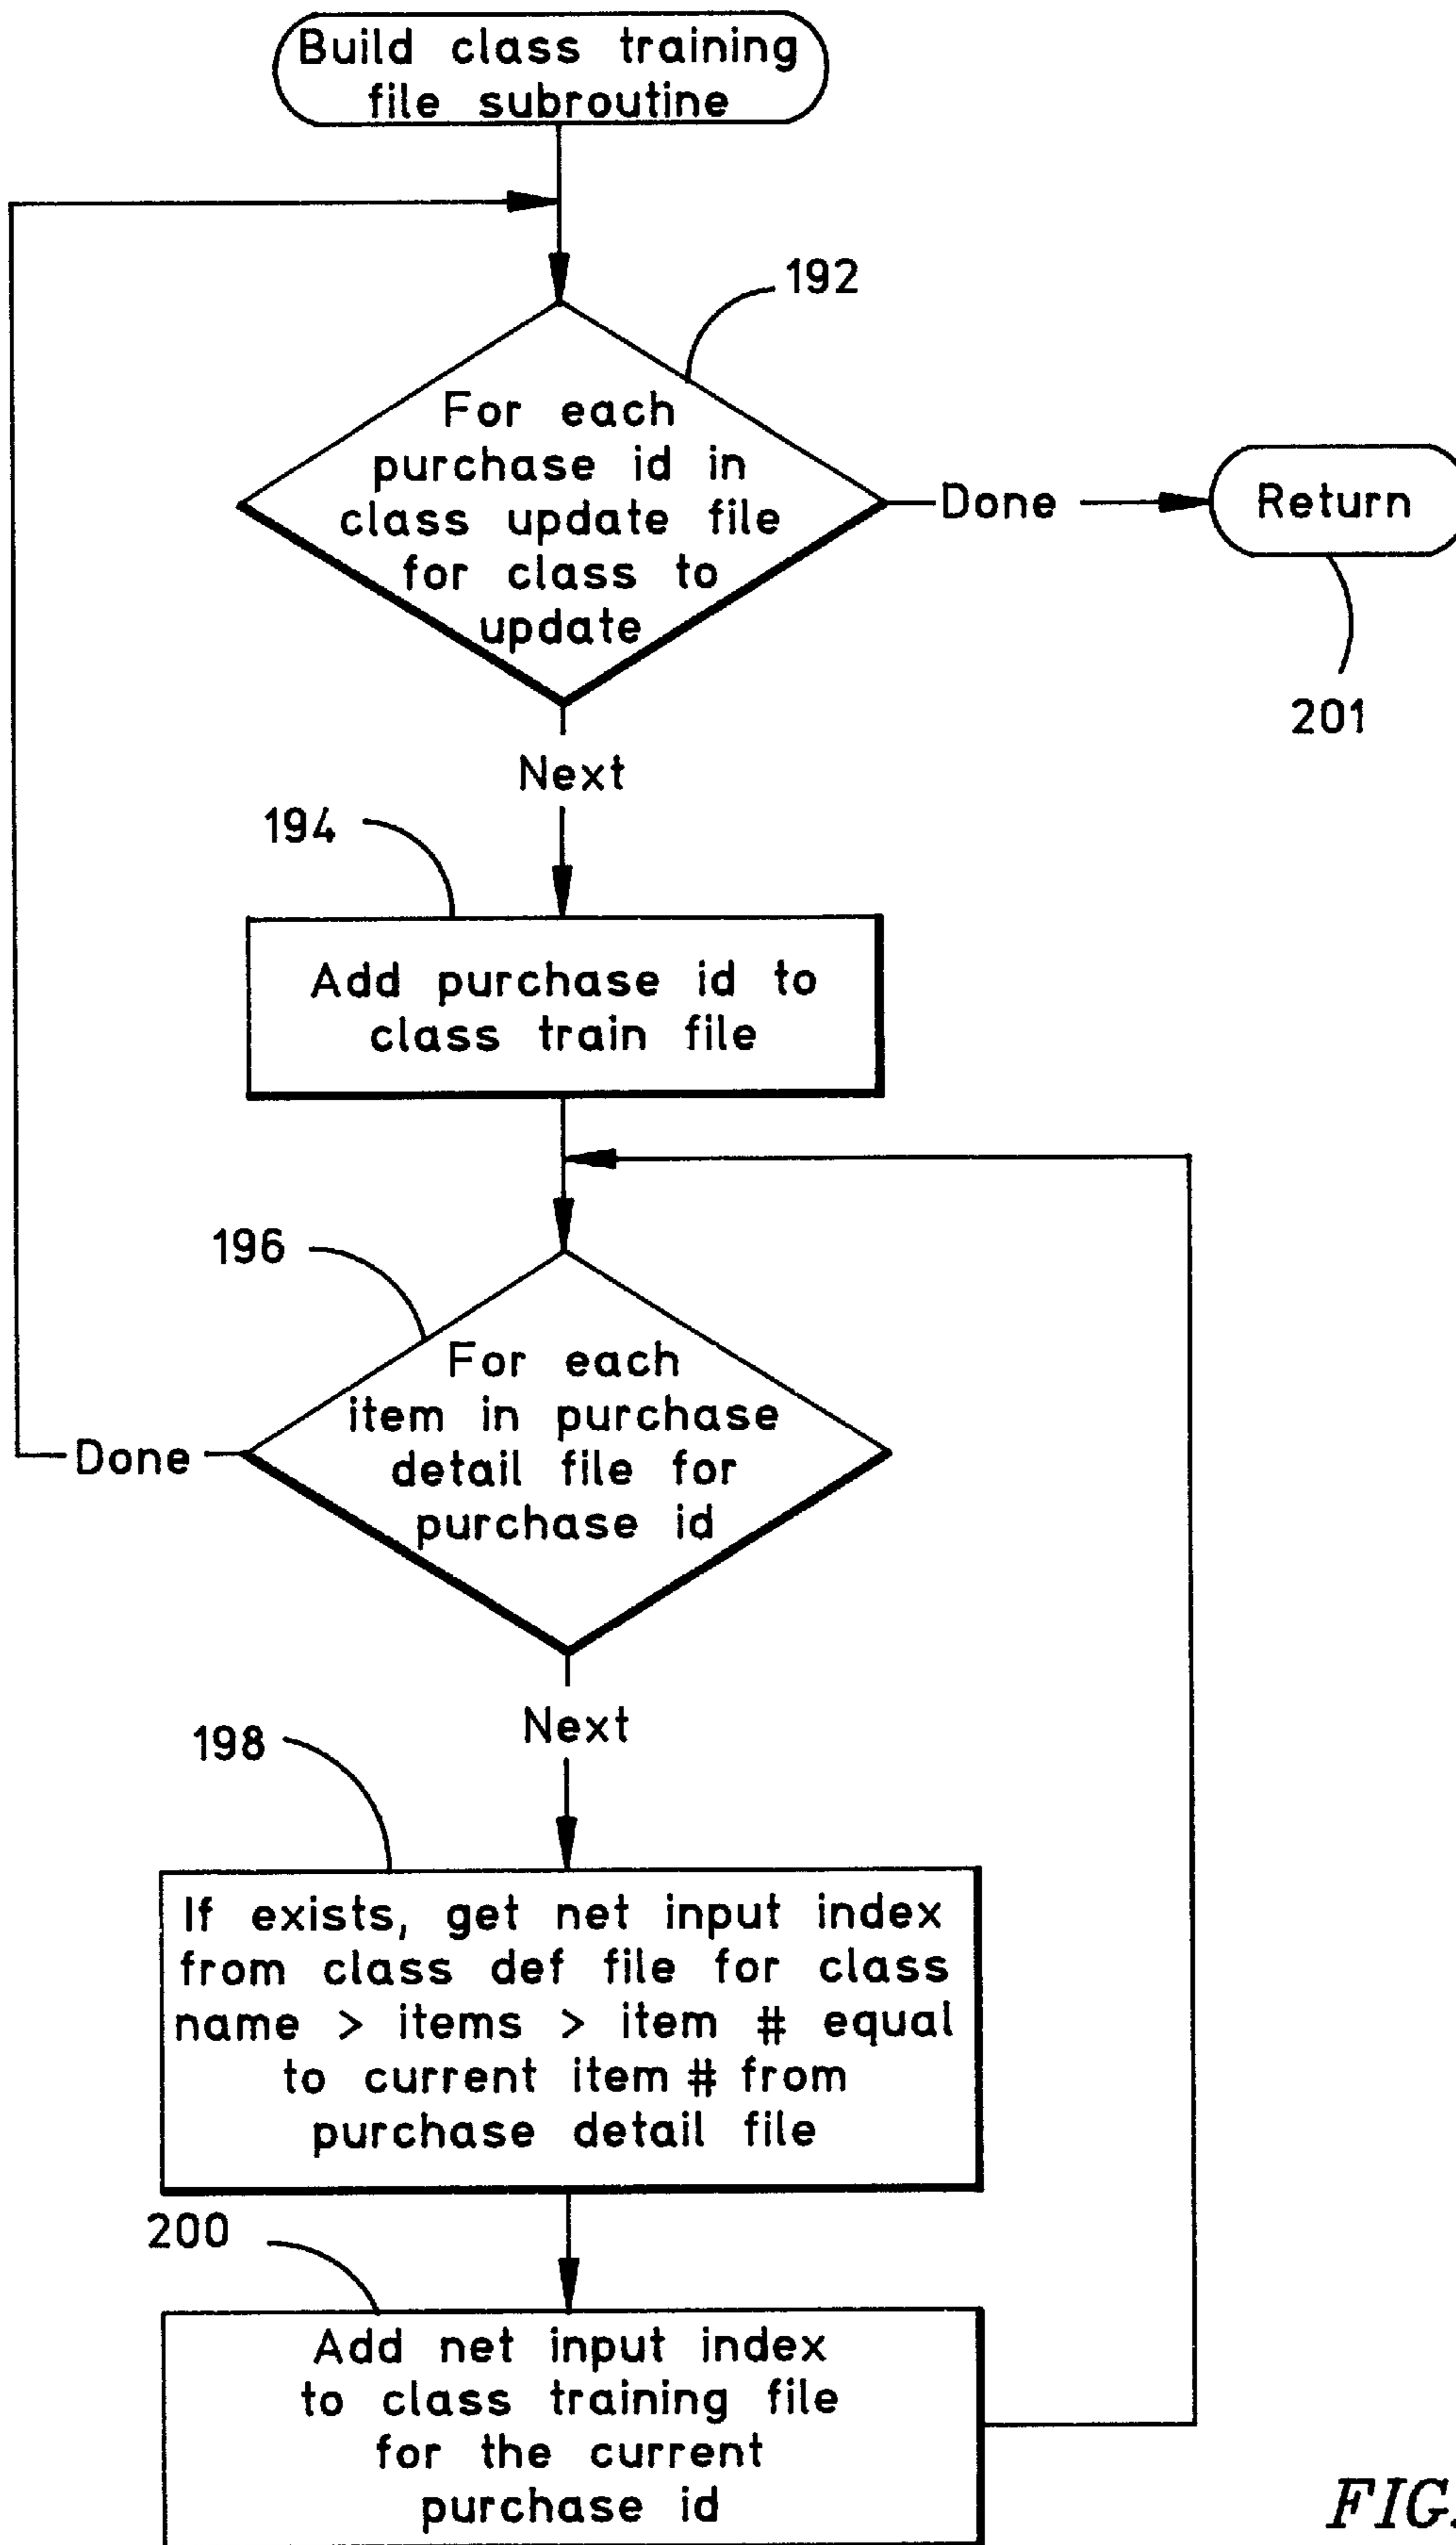 Build class training
file subroutine
192
For each
purchase id in
class update file
for class to
update
Done
Return
201
Next
194
Add purchase id to
class train file
196
For each
item in purchase
detail file for
purchase id
Done
Next
198
If exists, get net input index
from class def file for class
name > items > item # equal
to current item # from
purchase detail file
200
Add net input index
to class training file
for the current
purchase id
FIG.